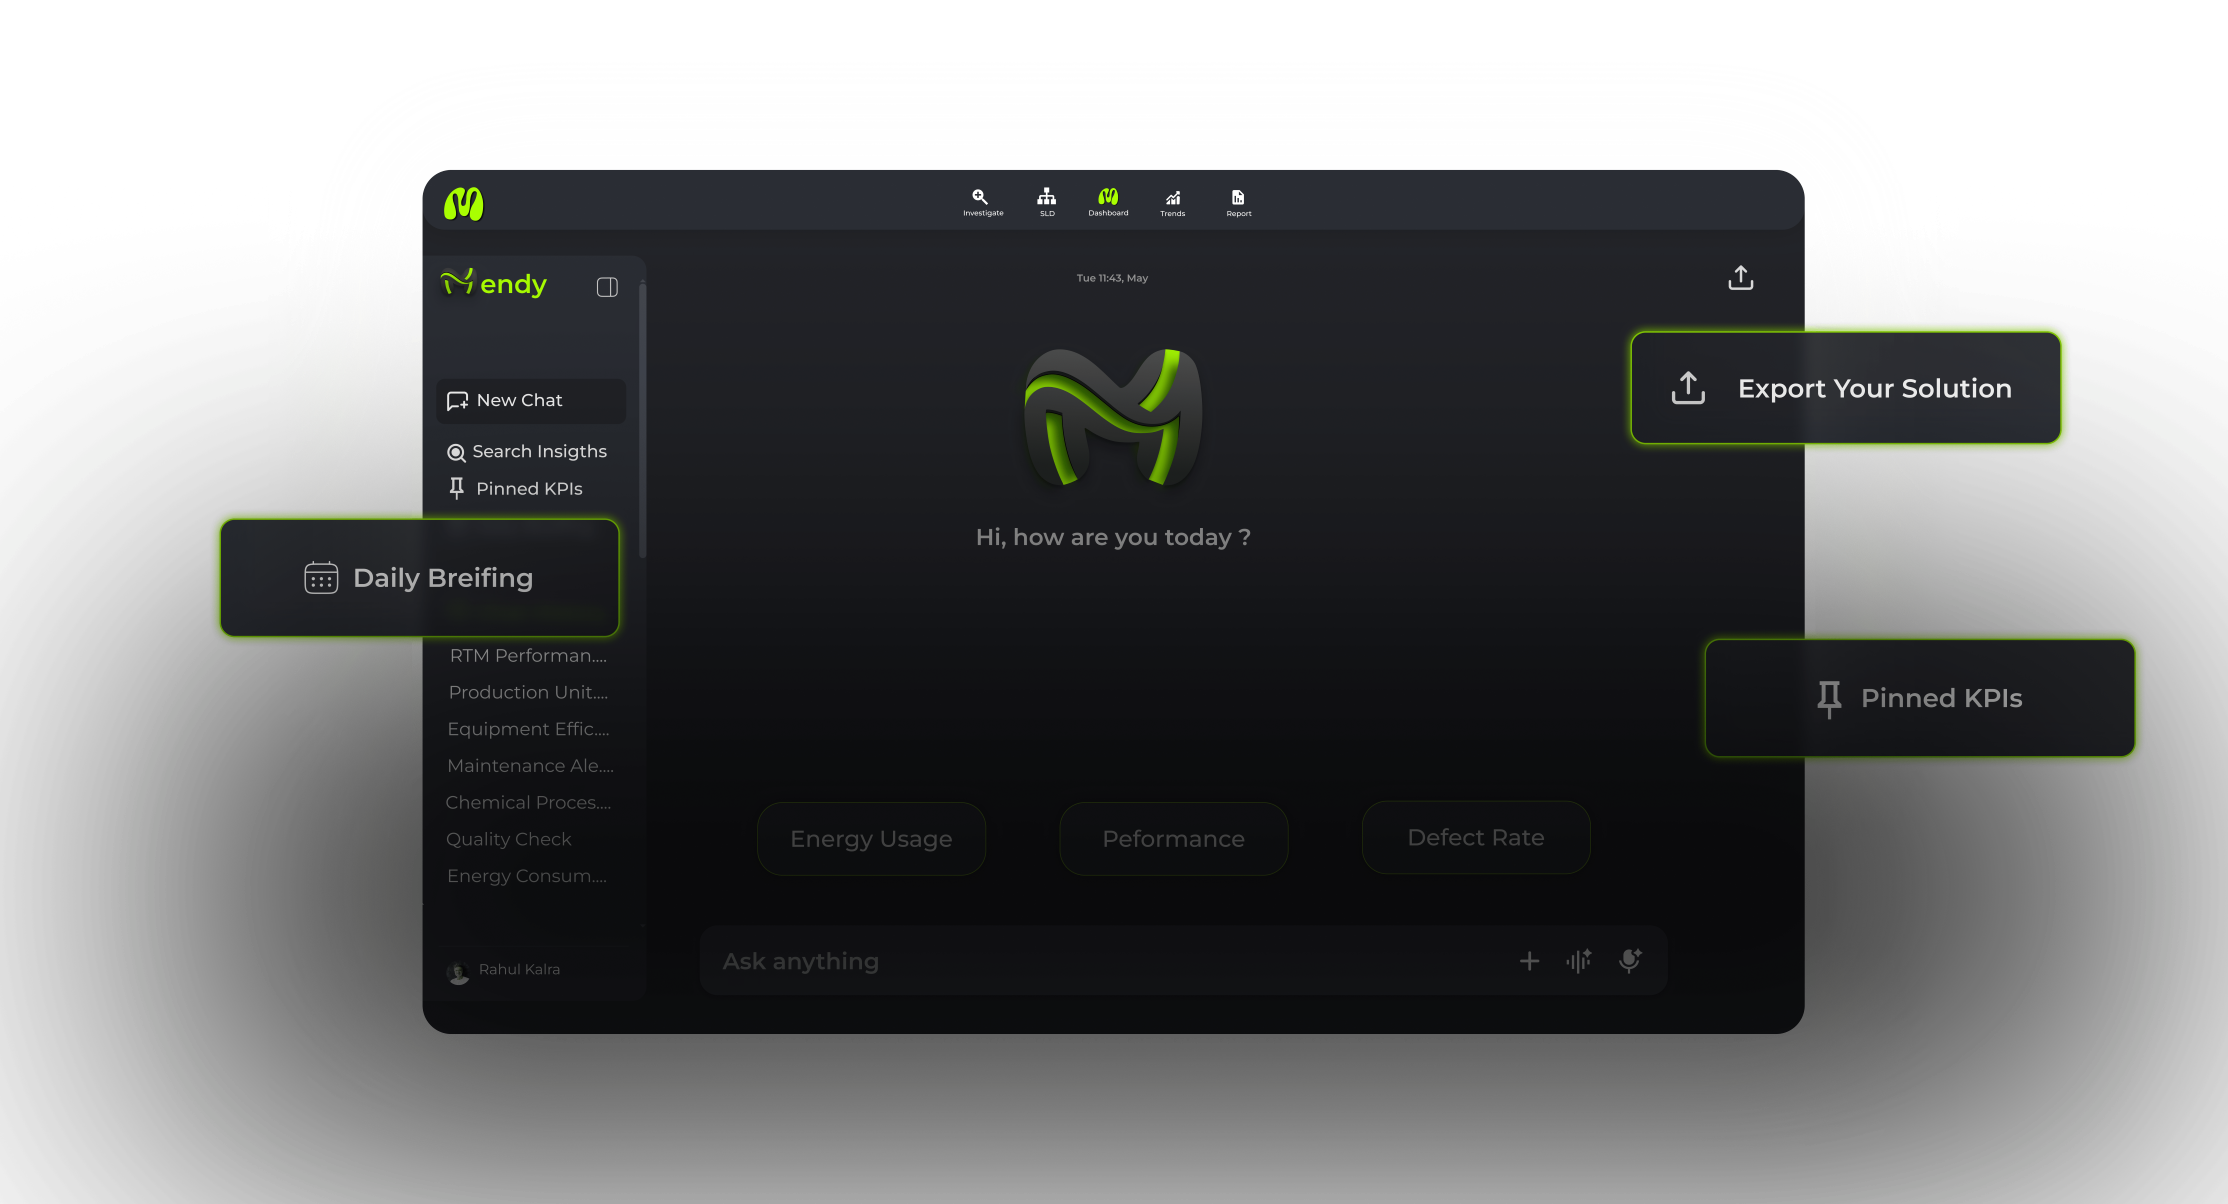 Investigate
SLD
Dashboard
Trends
Report
endy
Tue 11:43, May
New Chat
Search Insigths
Pinned KPIs
Export Your Solution
Hi, how are you today ?
Daily Breifing
RTM Performan....
Production Unit....
Equipment Effic....
Maintenance Ale....
Chemical Proces....
Quality Check
Energy Consum....
Pinned KPIs
Energy Usage
Peformance
Defect Rate
Ask anything
Rahul Kalra